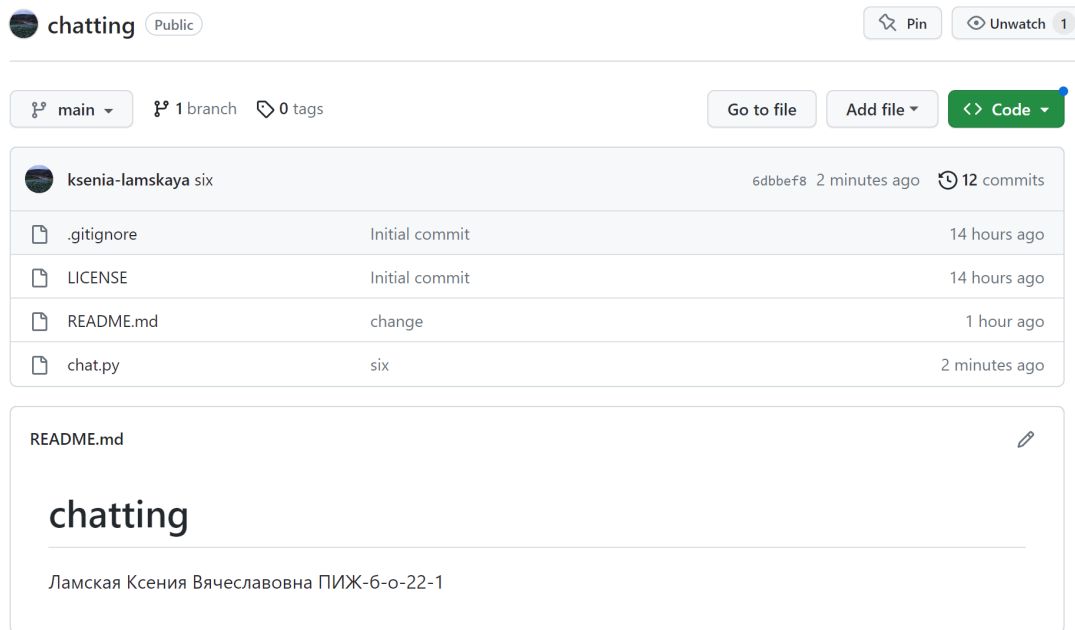 chatting Public Pin Unwatch 1
main 1 branch 0 tags Go to file Add file Code
ksenia-lamskaya six 6dbbef8 2 minutes ago 12 commits
.gitignore Initial commit 14 hours ago
LICENSE Initial commit 14 hours ago
README.md change 1 hour ago
chat.py six 2 minutes ago
README.md
chatting
Ламская Ксения Вячеславовна ПИЖ-б-о-22-1